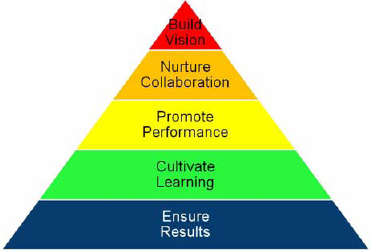 Build
Vision
Nurture
Collaboration
Promote
Performance
Cultivate
Learning
Ensure
Results